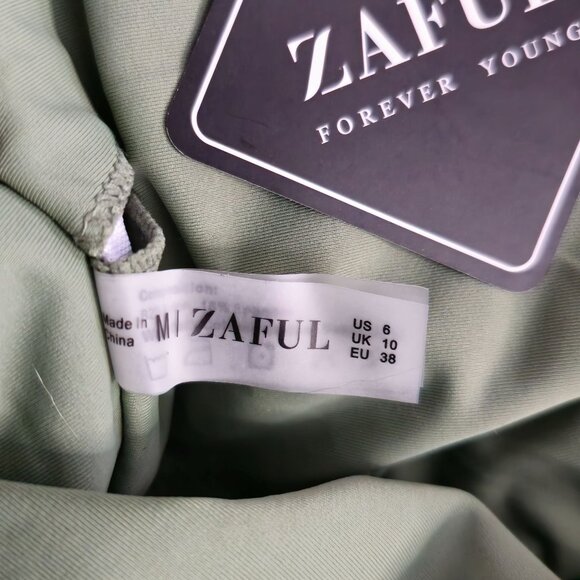 ZAFUL
FOREVER YOUNG
Made in
China
M / ZAFUL
US 6
UK 10
EU 38